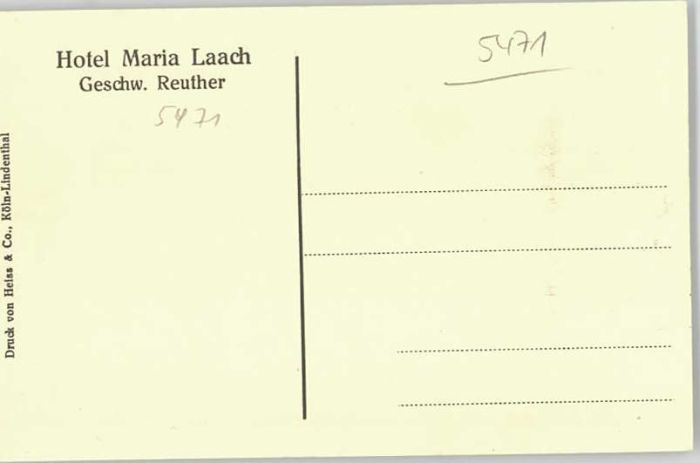 Hotel Maria Laach
Geschw. Reuther
5471
5471
Druck von Heiss & Co., Köln-Lindenthal